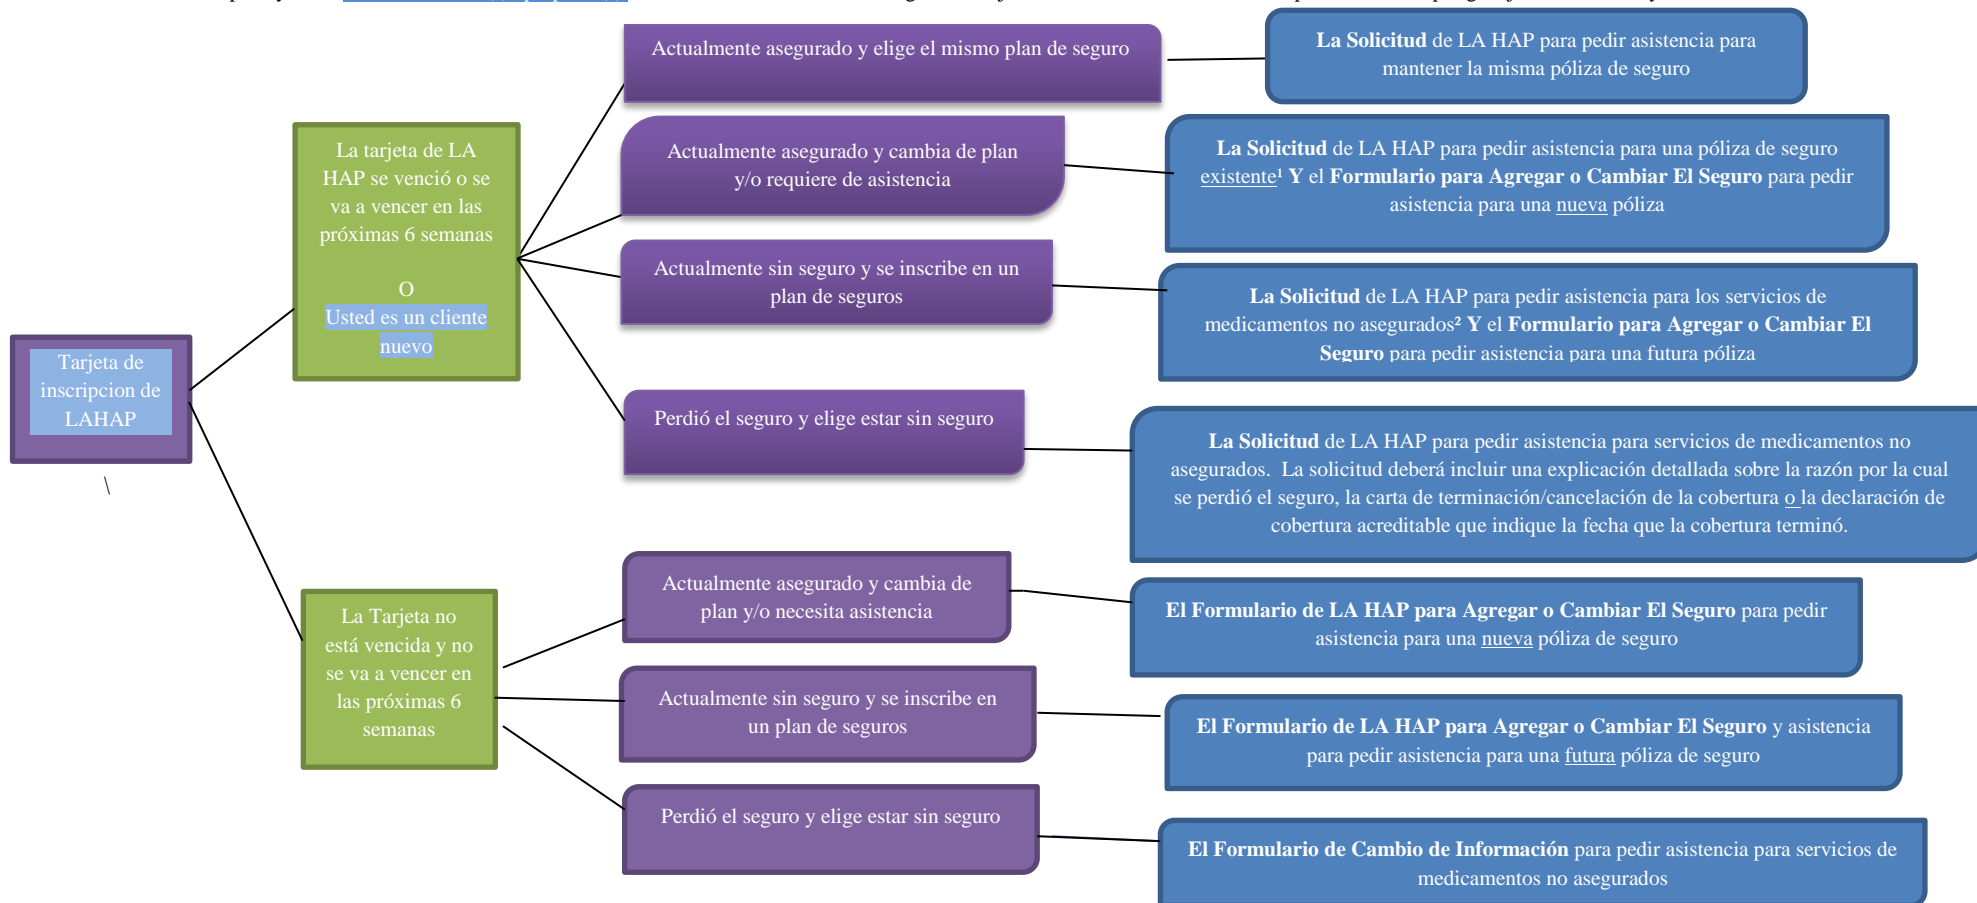 Tarjeta de
inscripcion de
LAHAP
\
La tarjeta de LA
HAP se venció o se
va a vencer en las
próximas 6 semanas
O
Usted es un cliente
nuevo
Actualmente asegurado y elige el mismo plan de seguro
La Solicitud de LA HAP para pedir asistencia para
mantener la misma póliza de seguro
Actualmente asegurado y cambia de plan
y/o requiere de asistencia
La Solicitud de LA HAP para pedir asistencia para una póliza de seguro
existente¹ Y el Formulario para Agregar o Cambiar El Seguro para pedir
asistencia para una nueva póliza
Actualmente sin seguro y se inscribe en un
plan de seguros
La Solicitud de LA HAP para pedir asistencia para los servicios de
medicamentos no asegurados² Y el Formulario para Agregar o Cambiar El
Seguro para pedir asistencia para una futura póliza
Perdió el seguro y elige estar sin seguro
La Solicitud de LA HAP para pedir asistencia para servicios de medicamentos no
asegurados. La solicitud deberá incluir una explicación detallada sobre la razón por la cual
se perdió el seguro, la carta de terminación/cancelación de la cobertura o la declaración de
cobertura acreditable que indique la fecha que la cobertura terminó.
La Tarjeta no
está vencida y no
se va a vencer en
las próximas 6
semanas
Actualmente asegurado y cambia de
plan y/o necesita asistencia
El Formulario de LA HAP para Agregar o Cambiar El Seguro para pedir
asistencia para una nueva póliza de seguro
Actualmente sin seguro y se inscribe en
un plan de seguros
El Formulario de LA HAP para Agregar o Cambiar El Seguro y asistencia
para pedir asistencia para una futura póliza de seguro
Perdió el seguro y elige estar sin seguro
El Formulario de Cambio de Información para pedir asistencia para servicios de
medicamentos no asegurados